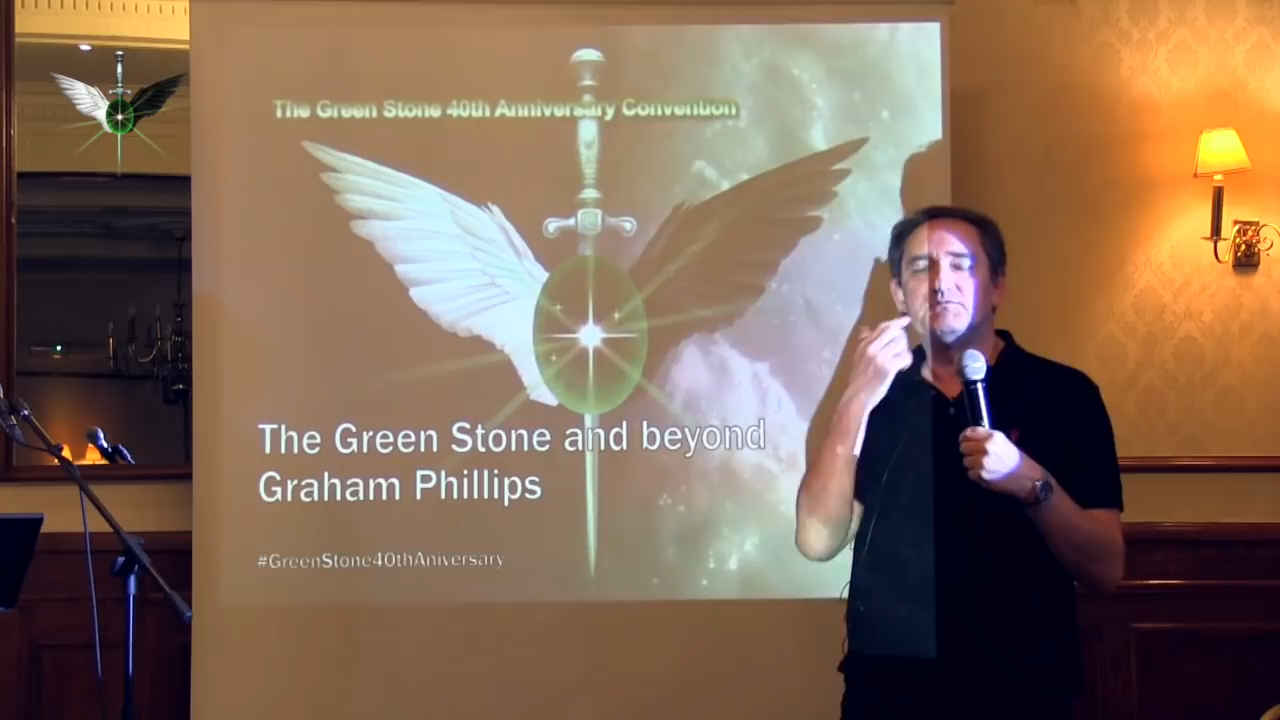 The Green Stone 40th Anniversary Convention
The Green Stone and beyond
Graham Phillips
#GreenStone40thAniversary